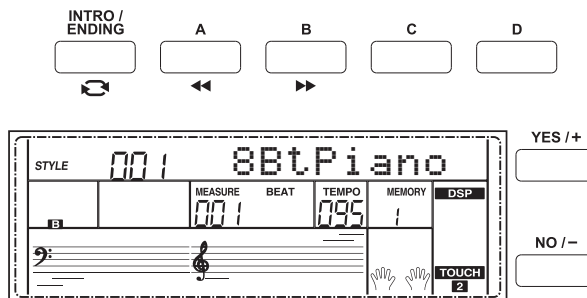 INTRO /
ENDING
A
B
C
D
YES /+
STYLE 001 8BtPiano
MEASURE BEAT TEMPO MEMORY DSP
001 095 1
B
NO /−
TOUCH
2